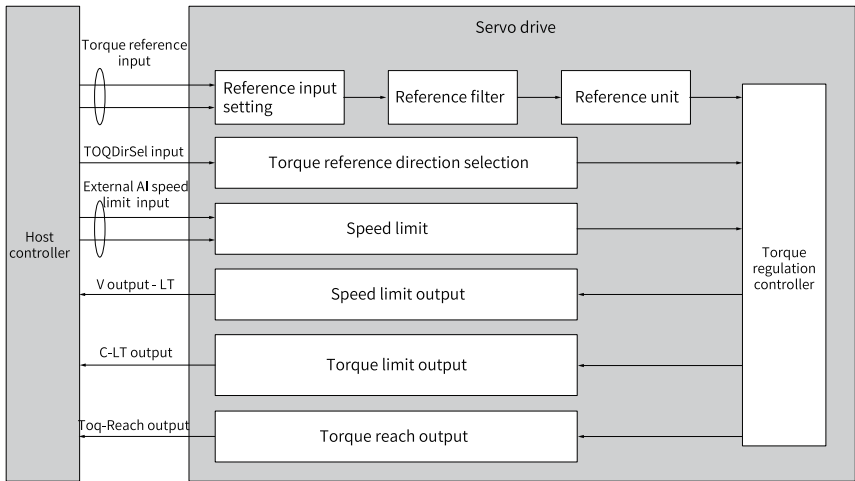 Servo drive
Torque reference
input
Reference input
setting
Reference filter
Reference unit
TOQDirSel input
Torque reference direction selection
External AI speed
limit input
Speed limit
Host
controller
Torque
regulation
controller
V output - LT
Speed limit output
C-LT output
Torque limit output
Toq-Reach output
Torque reach output